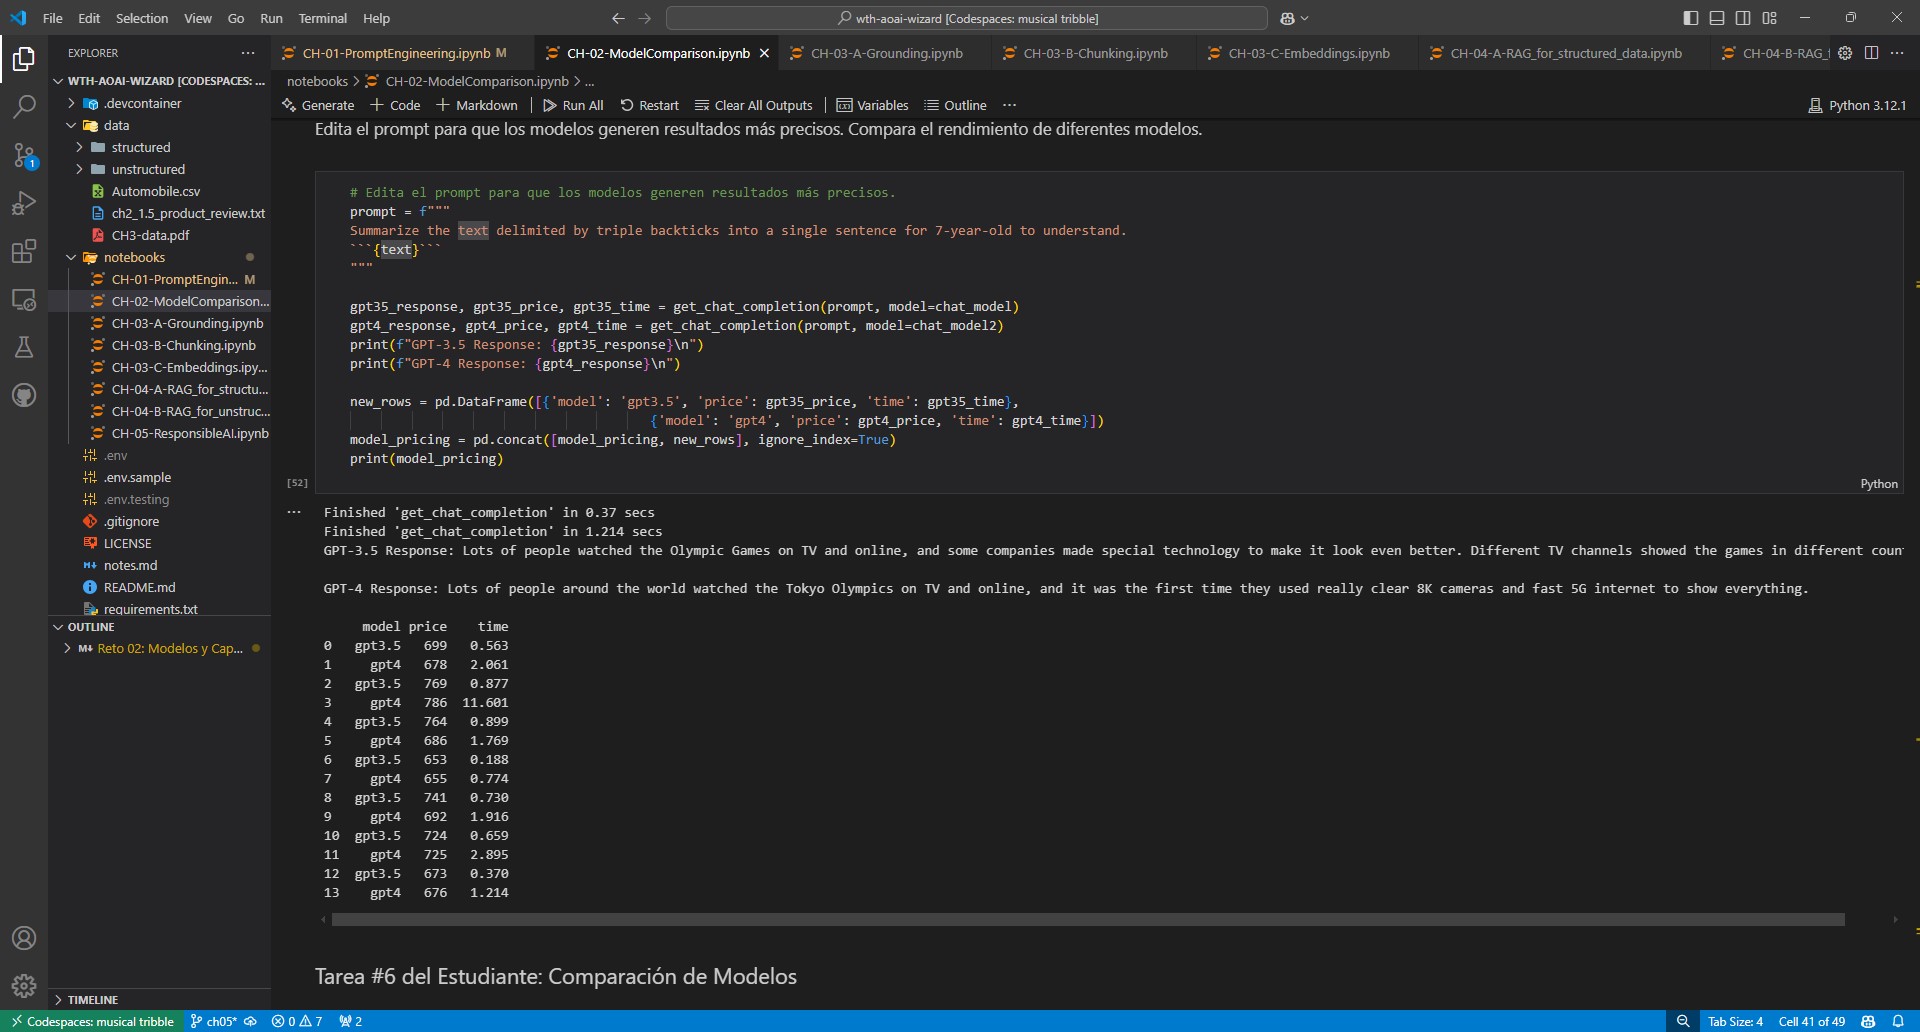 File Edit Selection View Go Run Terminal Help
wth-aoai-wizard [Codespaces: musical tribble]
EXPLORER
WTH-AOAI-WIZARD [CODESPACES: ...
.devcontainer
data
structured
unstructured
Automobile.csv
ch2_1.5_product_review.txt
CH3-data.pdf
notebooks
CH-01-PromptEngin... M
CH-02-ModelComparison...
CH-03-A-Grounding.ipynb
CH-03-B-Chunking.ipynb
CH-03-C-Embeddings.ipy...
CH-04-A-RAG_for_structu...
CH-04-B-RAG_for_unstruc...
CH-05-ResponsibleAI.ipynb
.env
.env.sample
.env.testing
.gitignore
LICENSE
notes.md
README.md
requirements.txt
OUTLINE
Reto 02: Modelos y Cap...
TIMELINE
1
CH-01-PromptEngineering.ipynb M CH-02-ModelComparison.ipynb CH-03-A-Grounding.ipynb CH-03-B-Chunking.ipynb CH-03-C-Embeddings.ipynb CH-04-A-RAG_for_structured_data.ipynb CH-04-B-RAG_f
notebooks > CH-02-ModelComparison.ipynb > ...
Generate + Code + Markdown Run All Restart Clear All Outputs Variables Outline ... Python 3.12.1
Edita el prompt para que los modelos generen resultados más precisos. Compara el rendimiento de diferentes modelos.
# Edita el prompt para que los modelos generen resultados más precisos.
prompt = f"""
Summarize the text delimited by triple backticks into a single sentence for 7-year-old to understand.
```{text}```
"""
gpt35_response, gpt35_price, gpt35_time = get_chat_completion(prompt, model=chat_model)
gpt4_response, gpt4_price, gpt4_time = get_chat_completion(prompt, model=chat_model2)
print(f"GPT-3.5 Response: {gpt35_response}\n")
print(f"GPT-4 Response: {gpt4_response}\n")
new_rows = pd.DataFrame([{'model': 'gpt3.5', 'price': gpt35_price, 'time': gpt35_time},
{'model': 'gpt4', 'price': gpt4_price, 'time': gpt4_time}])
model_pricing = pd.concat([model_pricing, new_rows], ignore_index=True)
print(model_pricing)
[52]
Python
... Finished 'get_chat_completion' in 0.37 secs
Finished 'get_chat_completion' in 1.214 secs
GPT-3.5 Response: Lots of people watched the Olympic Games on TV and online, and some companies made special technology to make it look even better. Different TV channels showed the games in different coun
GPT-4 Response: Lots of people around the world watched the Tokyo Olympics on TV and online, and it was the first time they used really clear 8K cameras and fast 5G internet to show everything.
model price time
0 gpt3.5 699 0.563
1 gpt4 678 2.061
2 gpt3.5 769 0.877
3 gpt4 786 11.601
4 gpt3.5 764 0.899
5 gpt4 686 1.769
6 gpt3.5 653 0.188
7 gpt4 655 0.774
8 gpt3.5 741 0.730
9 gpt4 692 1.916
10 gpt3.5 724 0.659
11 gpt4 725 2.895
12 gpt3.5 673 0.370
13 gpt4 676 1.214
Tarea #6 del Estudiante: Comparación de Modelos
Codespaces: musical tribble ch05* 0 7 2 Tab Size: 4 Cell 41 of 49